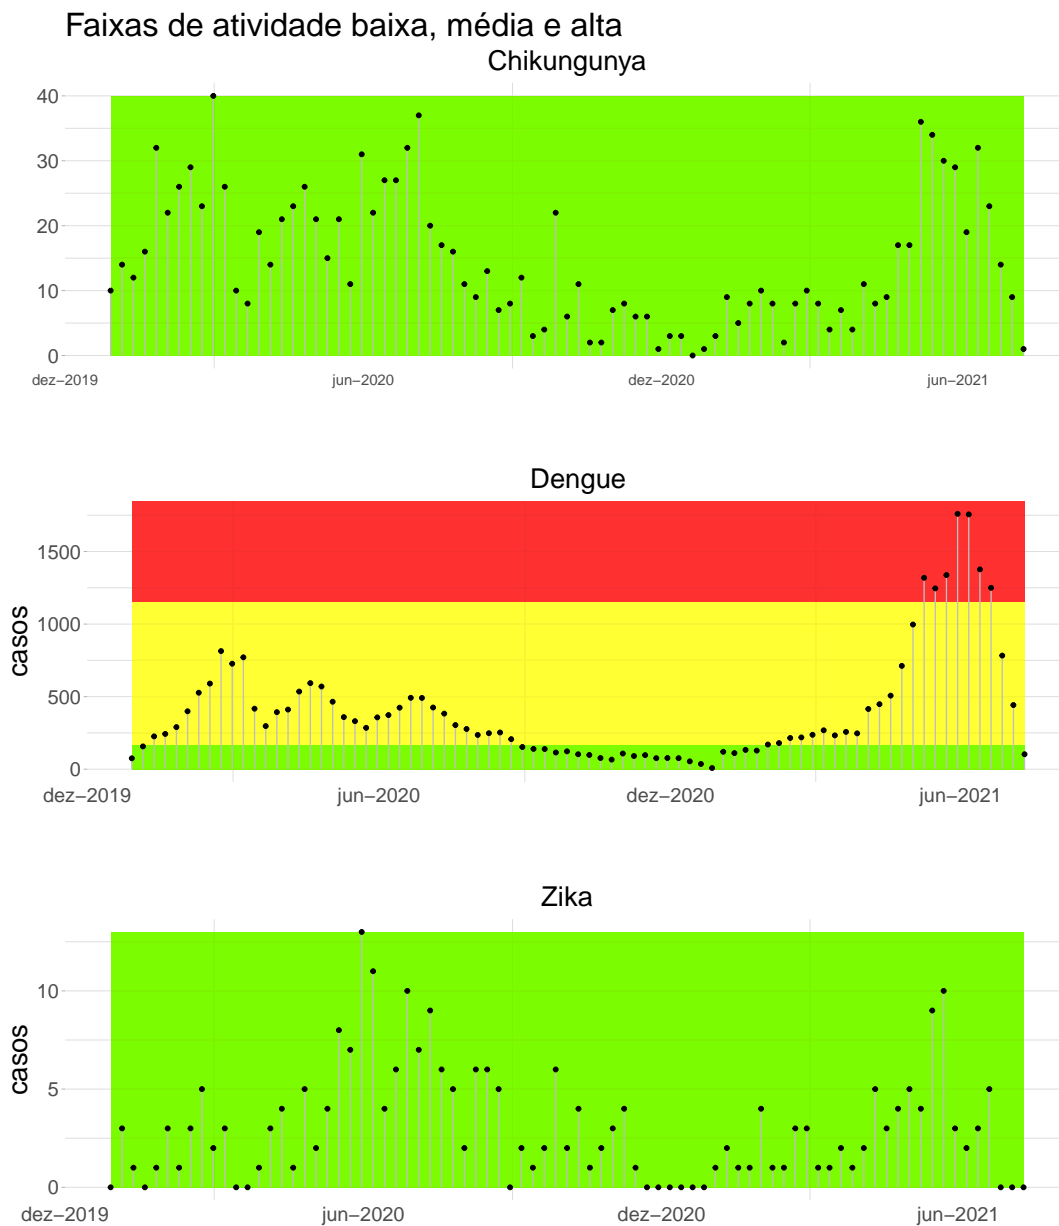 Faixas de atividade baixa, média e alta
Chikungunya
40
30
20
10
0
dez−2019 jun−2020 dez−2020 jun−2021
Dengue
casos
1500
1000
500
0
dez−2019 jun−2020 dez−2020 jun−2021
Zika
casos
10
5
0
dez−2019 jun−2020 dez−2020 jun−2021